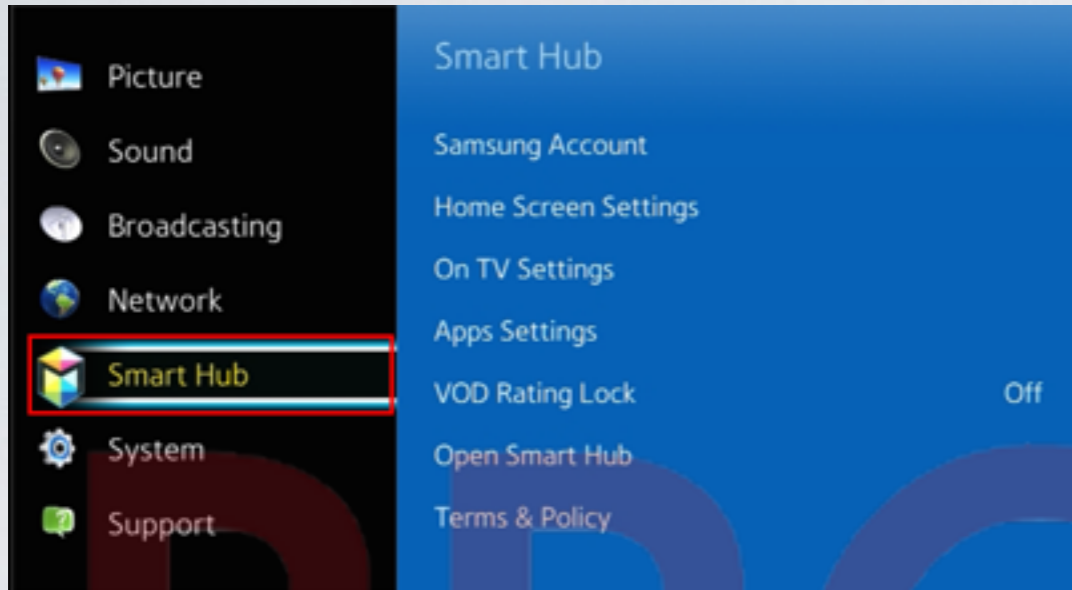 Picture
Sound
Broadcasting
Network
Smart Hub
System
Support
Smart Hub
Samsung Account
Home Screen Settings
On TV Settings
Apps Settings
VOD Rating Lock Off
Open Smart Hub
Terms & Policy